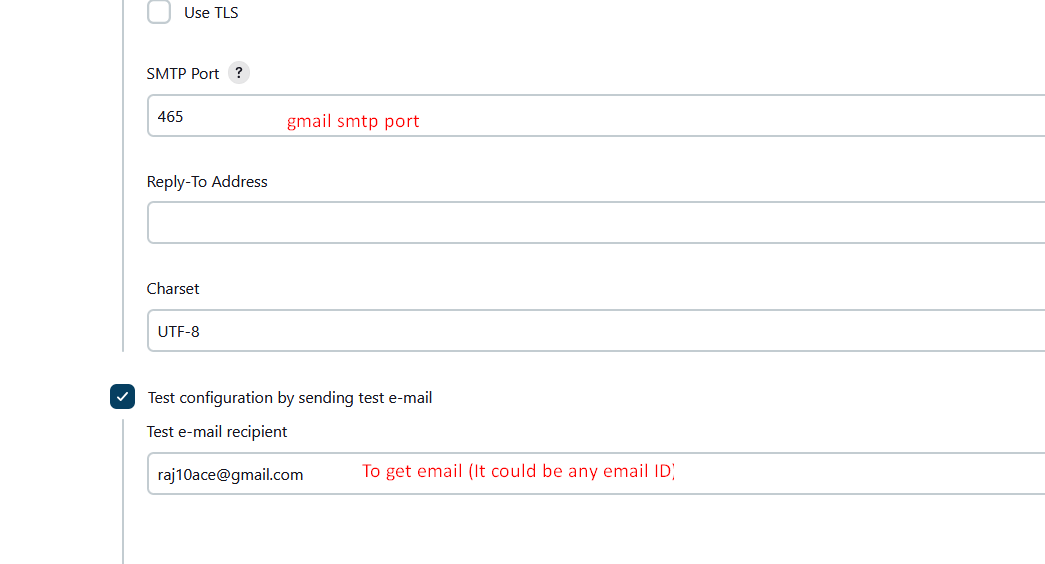 Use TLS
SMTP Port ?
465 gmail smtp port
Reply-To Address
Charset
UTF-8
Test configuration by sending test e-mail
Test e-mail recipient
raj10ace@gmail.com To get email (It could be any email ID)